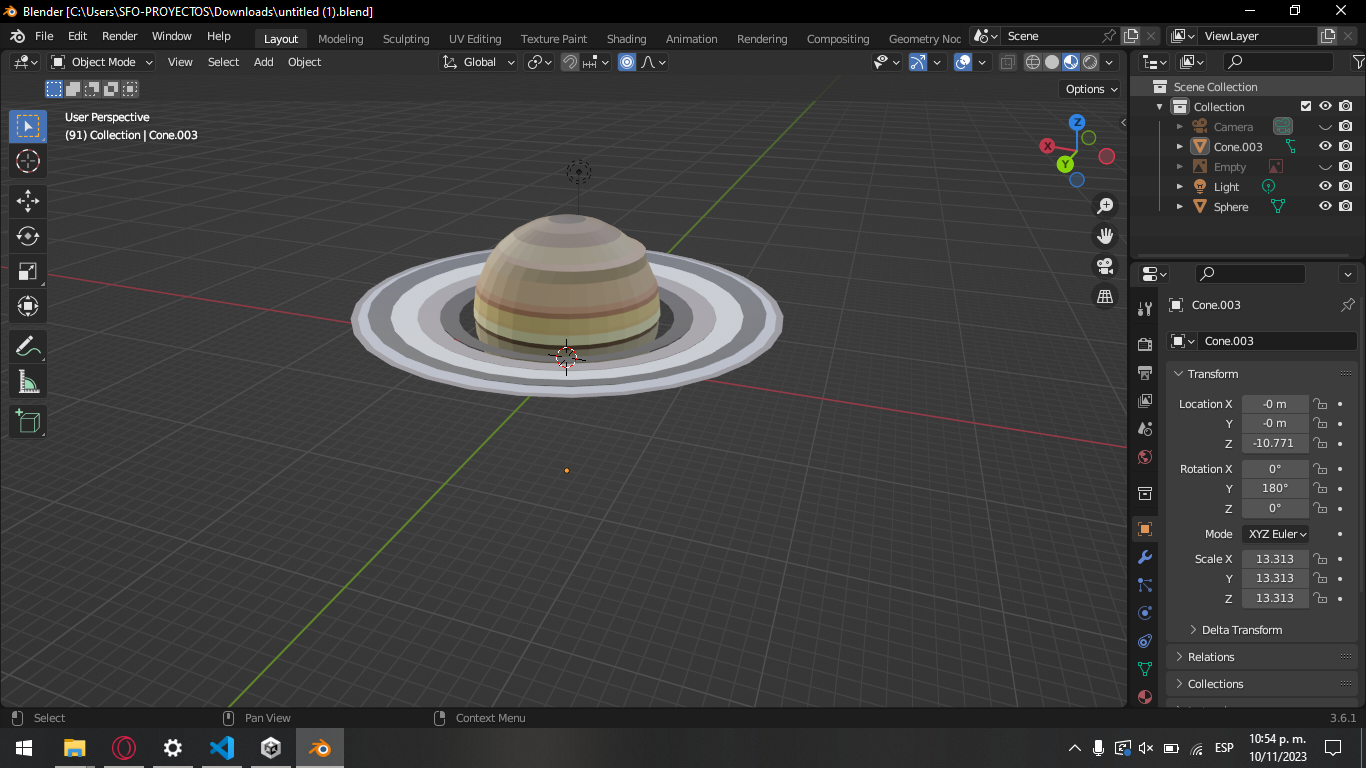 Blender [C:\Users\SFO-PROYECTOS\Downloads\untitled (1).blend]
File Edit Render Window Help Layout Modeling Sculpting UV Editing Texture Paint Shading Animation Rendering Compositing Geometry Noc Scene ViewLayer
Object Mode View Select Add Object Global
Options
User Perspective
(91) Collection | Cone.003
Z
X
Y
Scene Collection
Collection
Camera
Cone.003
Empty
Light
Sphere
Cone.003
Cone.003
Transform
Location X -0 m
Y -0 m
Z -10.771
Rotation X 0°
Y 180°
Z 0°
Mode XYZ Euler
Scale X 13.313
Y 13.313
Z 13.313
Delta Transform
Relations
Collections
Select Pan View Context Menu 3.6.1
ESP
10:54 p. m.
10/11/2023